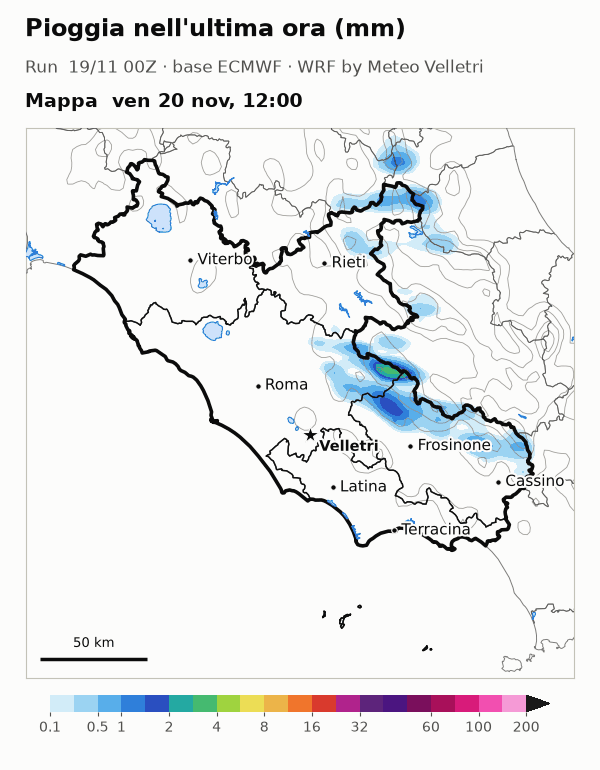 Pioggia nell'ultima ora (mm)
Run  19/11 00Z · base ECMWF · WRF by Meteo Velletri
Mappa  ven 20 nov, 12:00
Viterbo
Rieti
Roma
Velletri
Frosinone
Latina
Cassino
Terracina
50 km
0.1 0.5 1 2 4 8 16 32 60 100 200